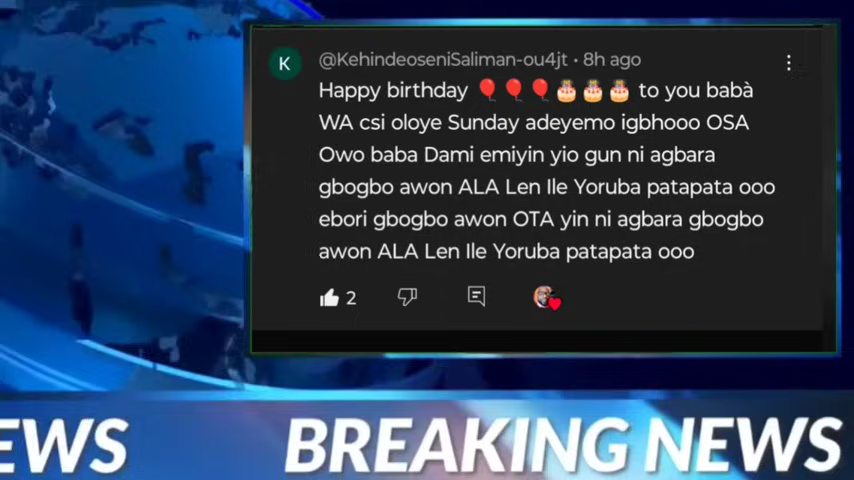 K
@KehindeoseniSaliman-ou4jt • 8h ago
Happy birthday 🎈🎈🎈🎂🎂🎂 to you babà
WA csi oloye Sunday adeyemo igbhooo OSA
Owo baba Dami emiyin yio gun ni agbara
gbogbo awon ALA Len Ile Yoruba patapata ooo
ebori gbogbo awon OTA yin ni agbara gbogbo
awon ALA Len Ile Yoruba patapata ooo
2
EWS BREAKING NEWS